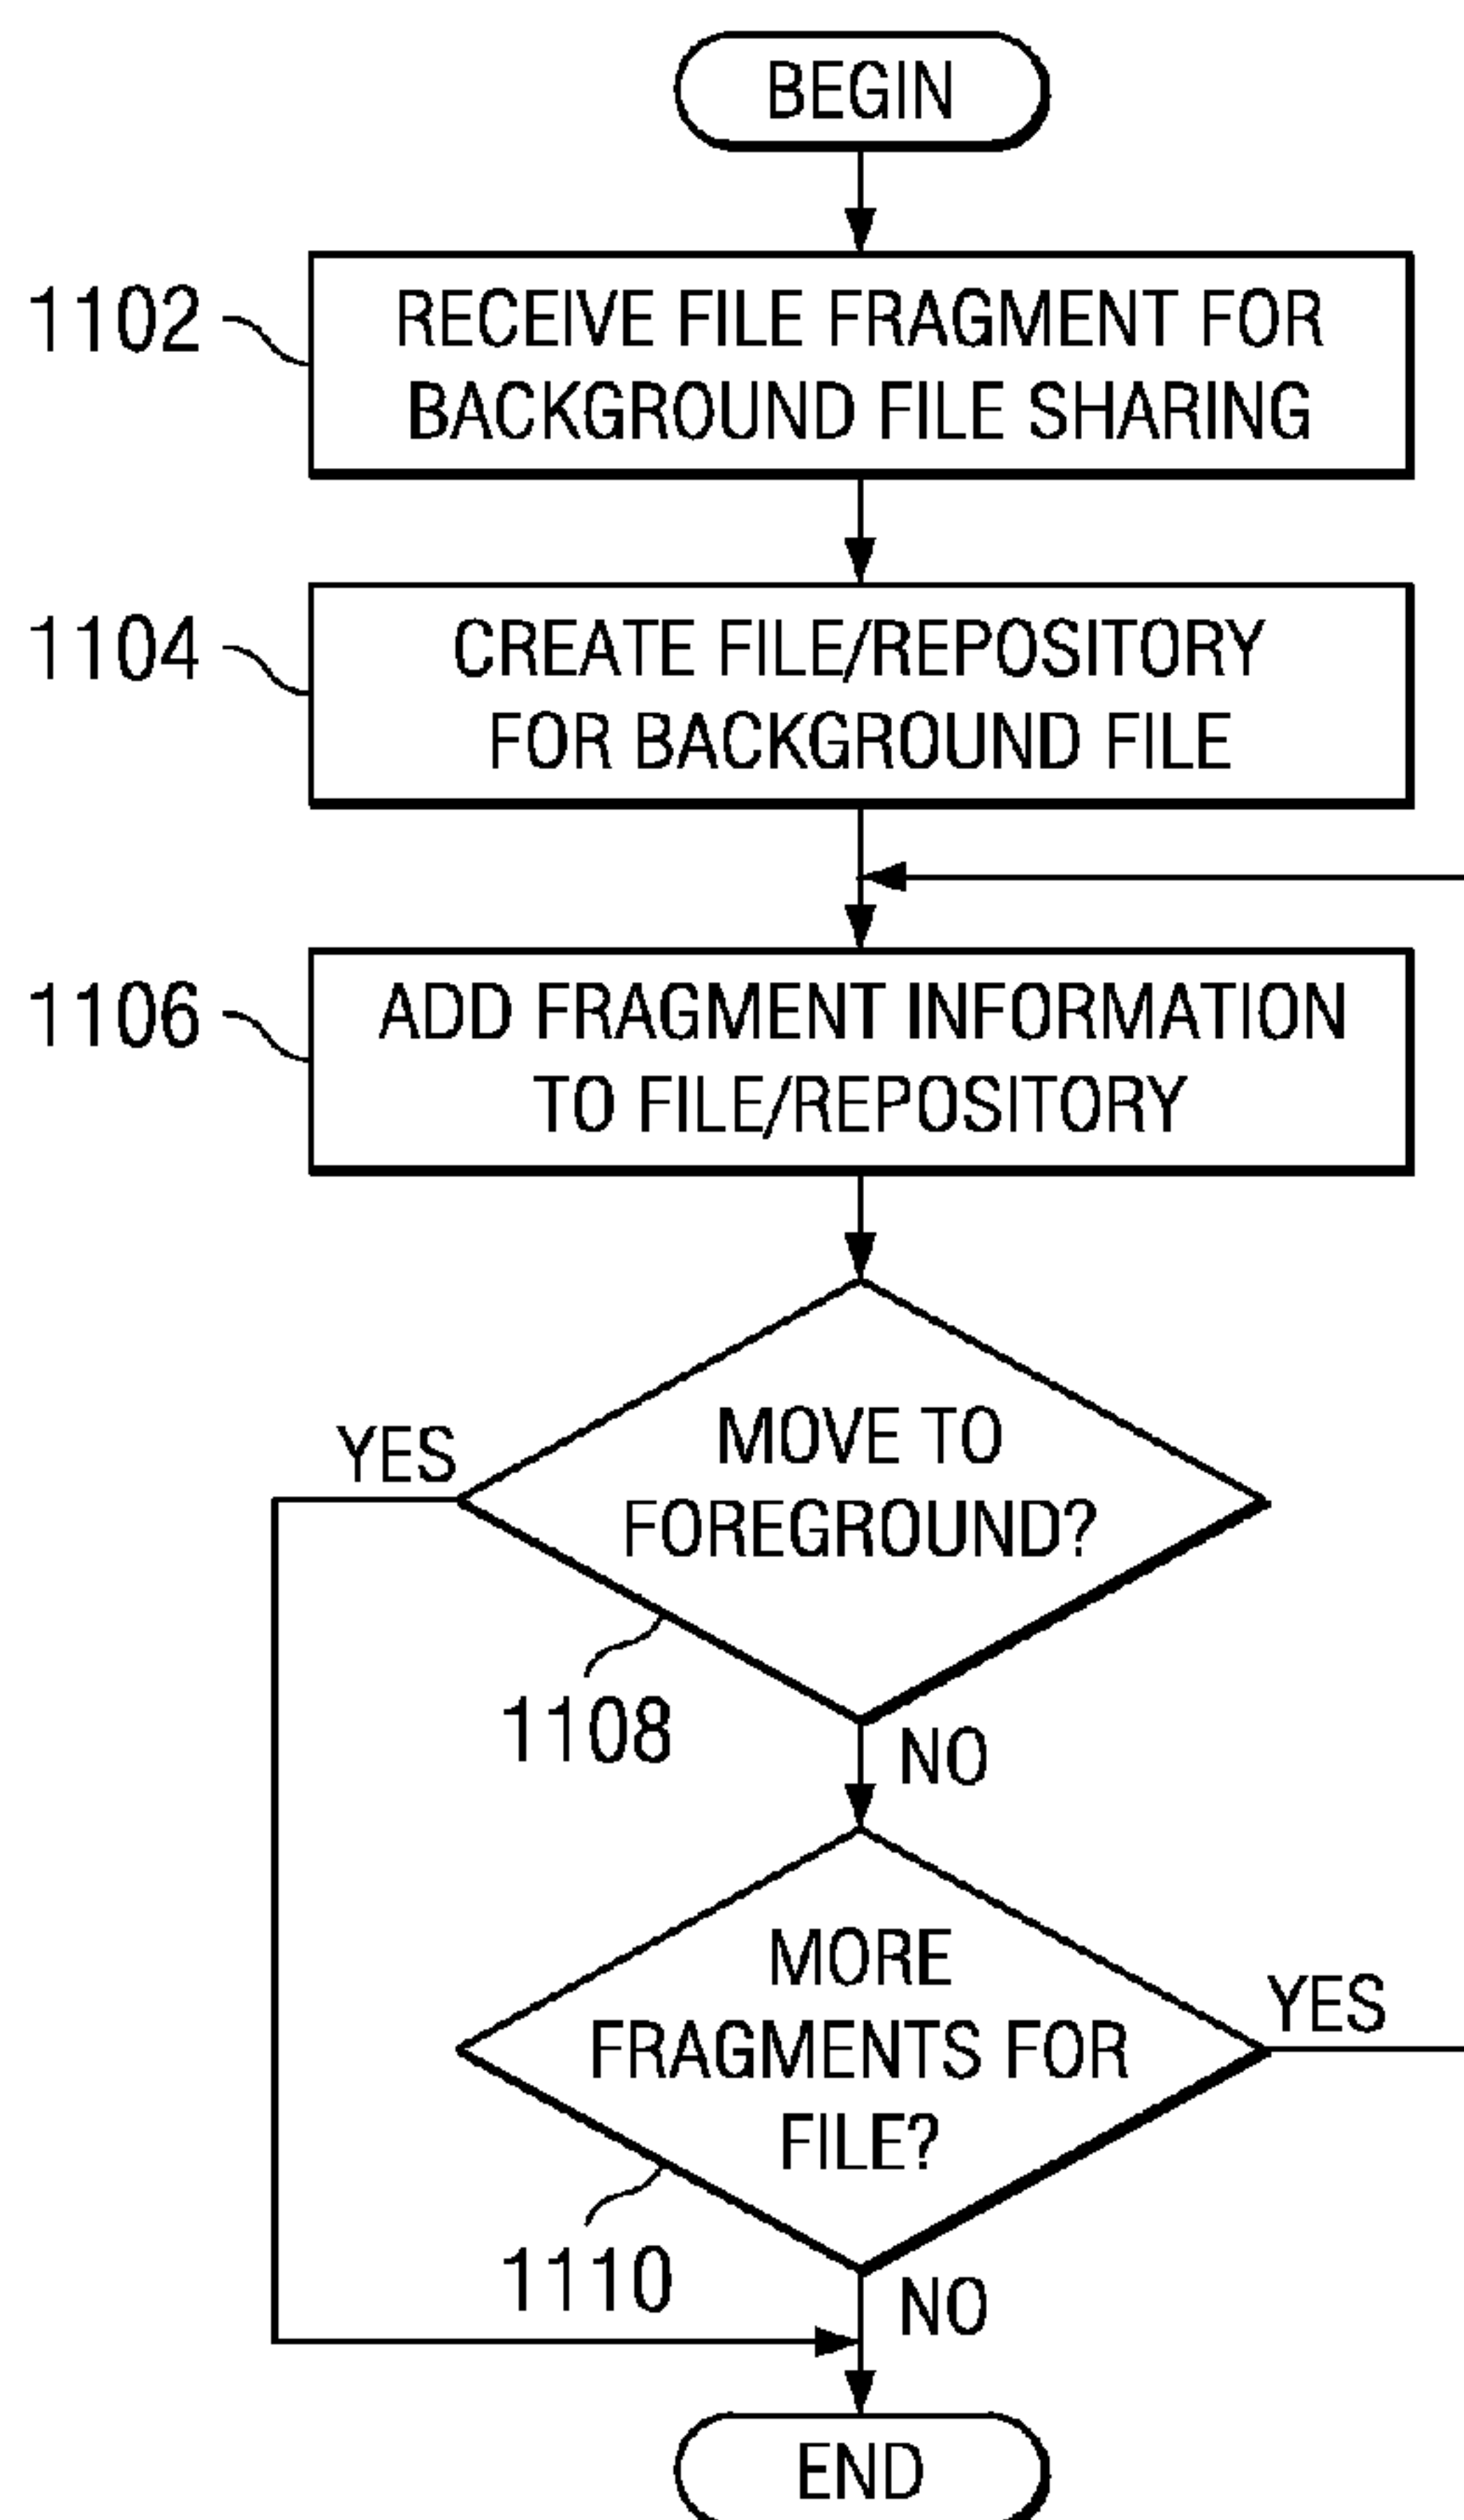 BEGIN
1102
RECEIVE FILE FRAGMENT FOR
BACKGROUND FILE SHARING
1104
CREATE FILE/REPOSITORY
FOR BACKGROUND FILE
1106
ADD FRAGMENT INFORMATION
TO FILE/REPOSITORY
YES
MOVE TO
FOREGROUND?
1108
NO
MORE
FRAGMENTS FOR
FILE?
YES
1110
NO
END